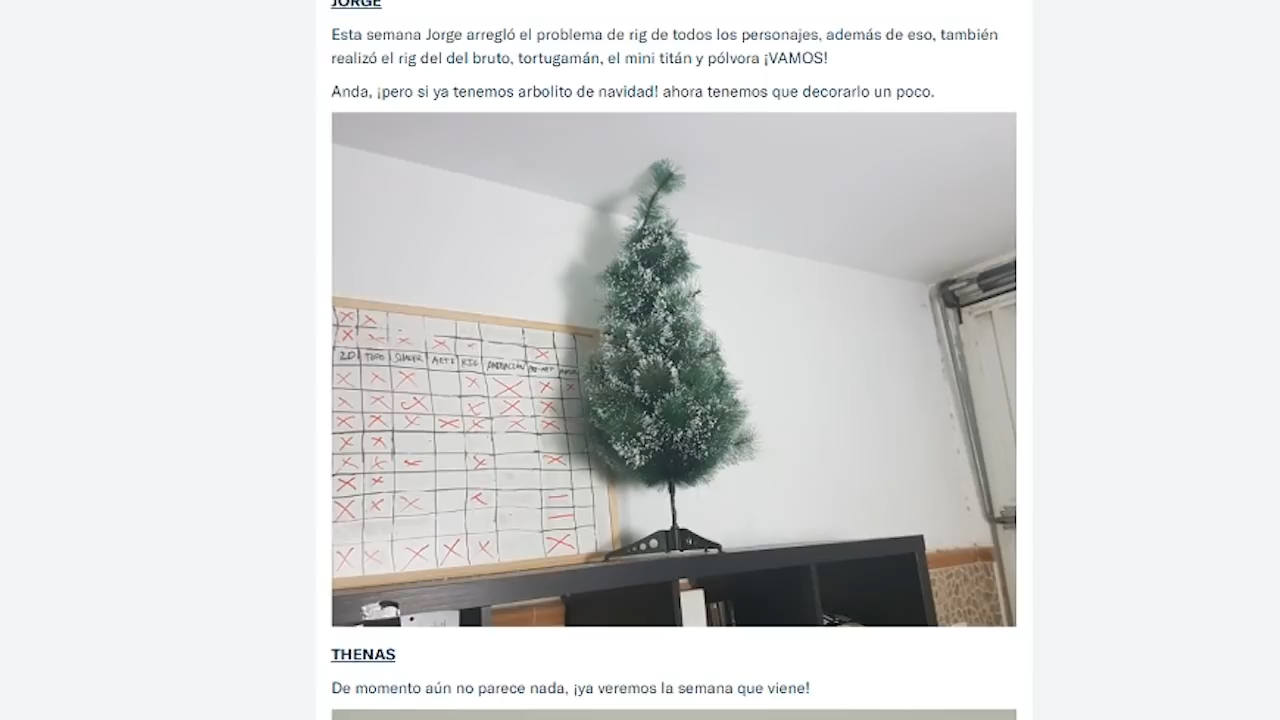 JORGE
Esta semana Jorge arregló el problema de rig de todos los personajes, además de eso, también
realizó el rig del del bruto, tortugamán, el mini titán y pólvora ¡VAMOS!
Anda, ¡pero si ya tenemos arbolito de navidad! ahora tenemos que decorarlo un poco.
2D TOPO SHADER ARTE RIG ANIMACIÓN
THENAS
De momento aún no parece nada, ¡ya veremos la semana que viene!